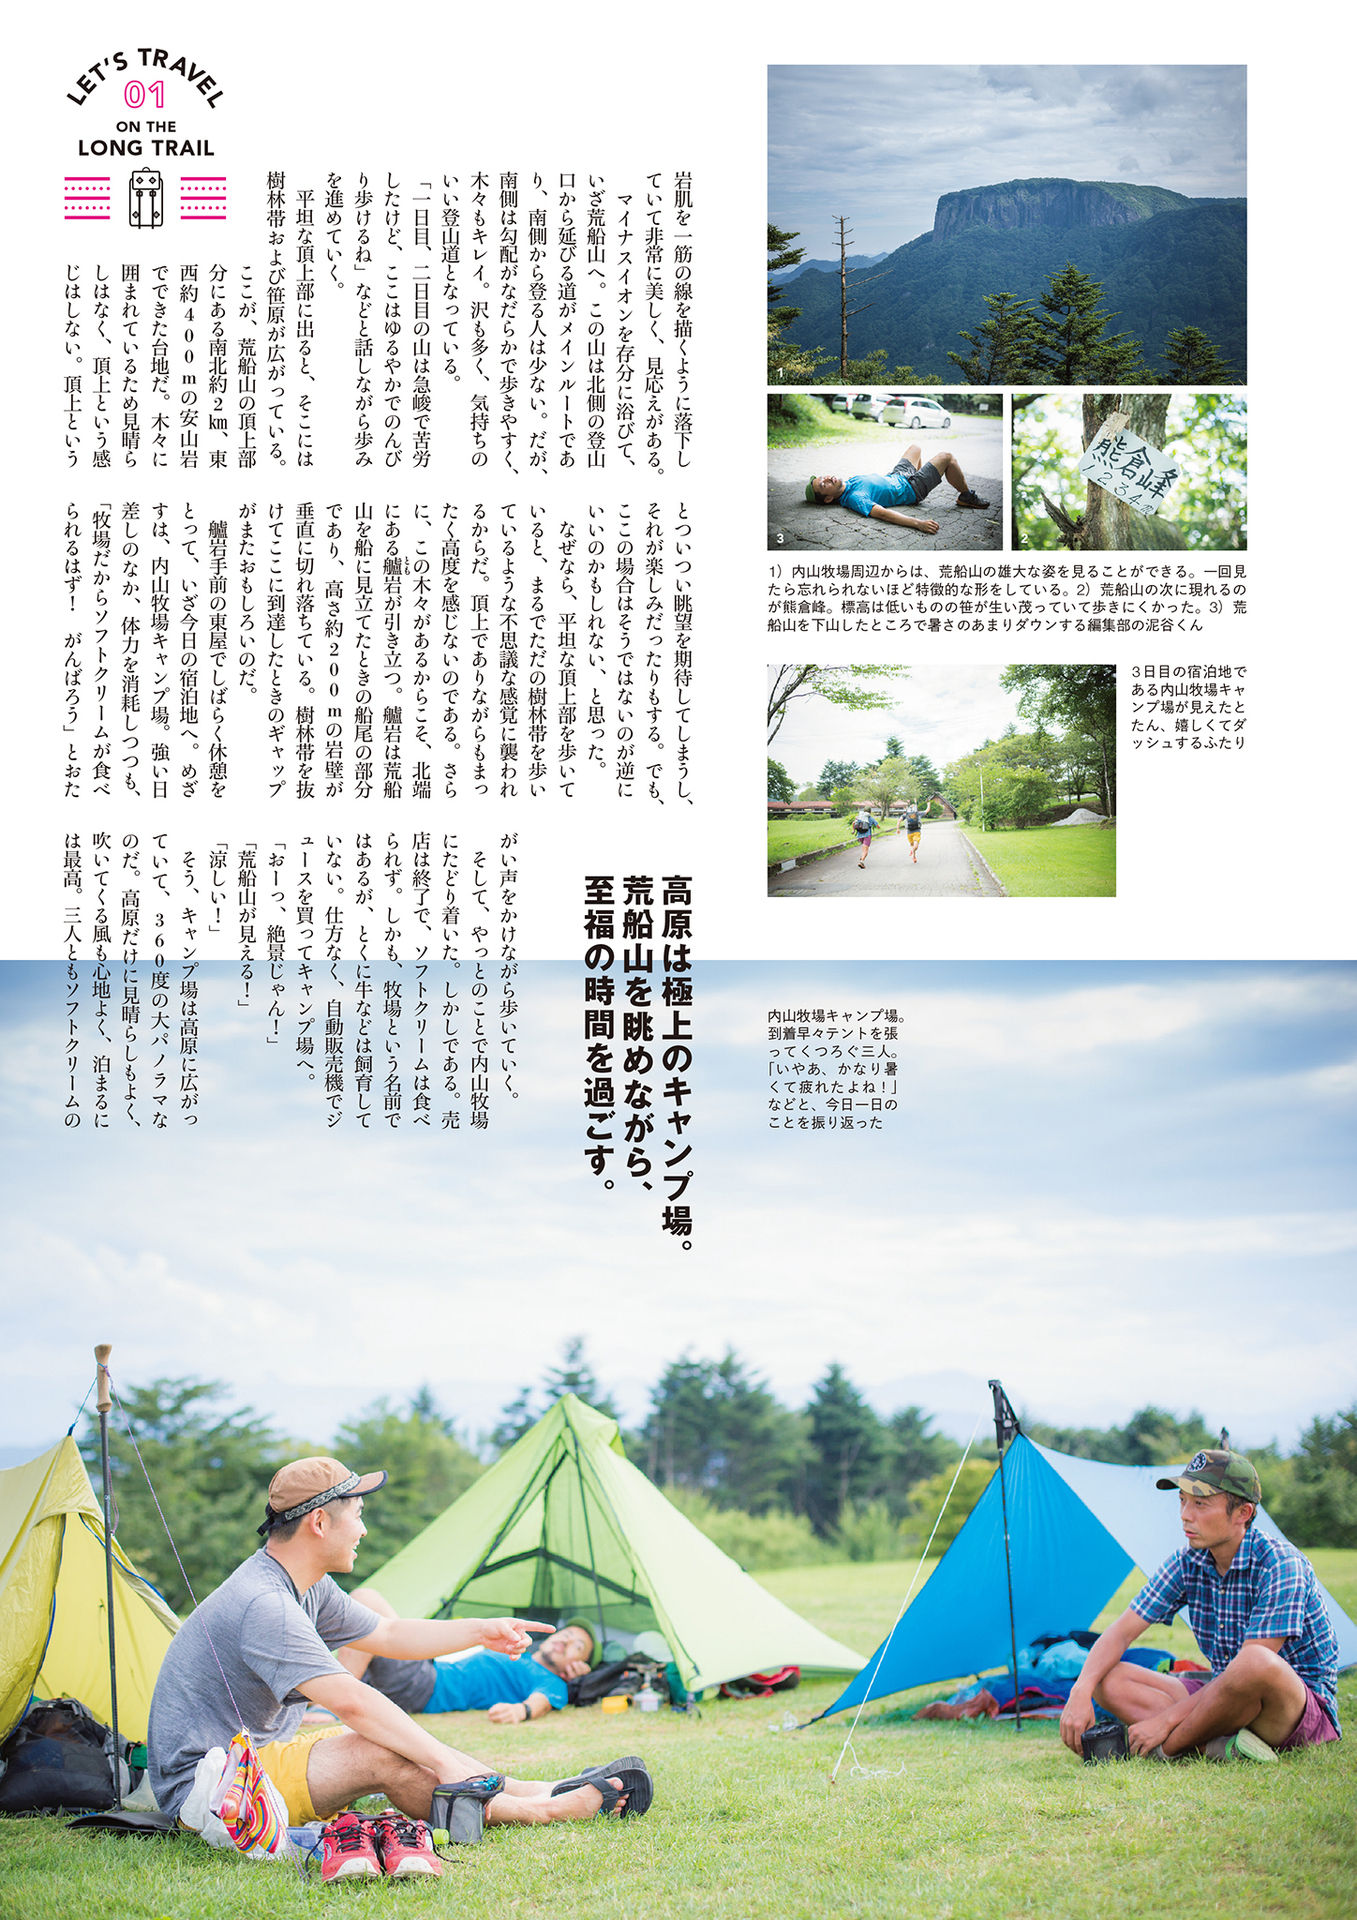 LET'S TRAVEL
01
ON THE
LONG TRAIL
岩肌を一筋の線を描くように落下し
ていて非常に美しく、見応えがある。
マイナスイオンを存分に浴びて、
いざ荒船山へ。この山は北側の登山
口から延びる道がメインルートであ
り、南側から登る人は少ない。だが、
南側は勾配がなだらかで歩きやすく、
木々もキレイ。沢も多く、気持ちの
いい登山道となっている。
「一日目、二日目の山は急峻で苦労
したけど、ここはゆるやかでのんび
り歩けるね」などと話しながら歩み
を進めていく。
平坦な頂上部に出ると、そこには
樹林帯および笹原が広がっている。
ここが、荒船山の頂上部
分にある南北約2㎞、東
西約400mの安山岩
でできた台地だ。木々に
囲まれているため見晴ら
しはなく、頂上という感
じはしない。頂上という
とついつい眺望を期待してしまうし、
それが楽しみだったりもする。でも、
ここの場合はそうではないのが逆に
いいのかもしれない、と思った。
なぜなら、平坦な頂上部を歩いて
いると、まるでただの樹林帯を歩い
ているような不思議な感覚に襲われ
るからだ。頂上でありながらもまっ
たく高度を感じないのである。さら
に、この木々があるからこそ、北端
にある艫岩が引き立つ。艫岩は荒船
とも
山を船に見立てたときの船尾の部分
であり、高さ約200mの岩壁が
垂直に切れ落ちている。樹林帯を抜
けてここに到達したときのギャップ
がまたおもしろいのだ。
艫岩手前の東屋でしばらく休憩を
とって、いざ今日の宿泊地へ。めざ
すは、内山牧場キャンプ場。強い日
差しのなか、体力を消耗しつつも、
「牧場だからソフトクリームが食べ
られるはず！ がんばろう」とおた
がい声をかけながら歩いていく。
そして、やっとのことで内山牧場
にたどり着いた。しかしである。売
店は終了で、ソフトクリームは食べ
られず。しかも、牧場という名前で
はあるが、とくに牛などは飼育して
いない。仕方なく、自動販売機でジ
ュースを買ってキャンプ場へ。
「おーっ、絶景じゃん！」
「荒船山が見える！」
「涼しい！」
そう、キャンプ場は高原に広がっ
ていて、360度の大パノラマな
のだ。高原だけに見晴らしもよく、
吹いてくる風も心地よく、泊まるに
は最高。三人ともソフトクリームの
高原は極上のキャンプ場。
荒船山を眺めながら、
至福の時間を過ごす。
1
3
2
熊倉峰
1234m
1）内山牧場周辺からは、荒船山の雄大な姿を見ることができる。一回見
たら忘れられないほど特徴的な形をしている。2）荒船山の次に現れるの
が熊倉峰。標高は低いものの笹が生い茂っていて歩きにくかった。3）荒
船山を下山したところで暑さのあまりダウンする編集部の泥谷くん
3日目の宿泊地で
ある内山牧場キャ
ンプ場が見えたと
たん、嬉しくてダ
ッシュするふたり
内山牧場キャンプ場。
到着早々テントを張
ってくつろぐ三人。
「いやあ、かなり暑
くて疲れたよね！」
などと、今日一日の
ことを振り返った